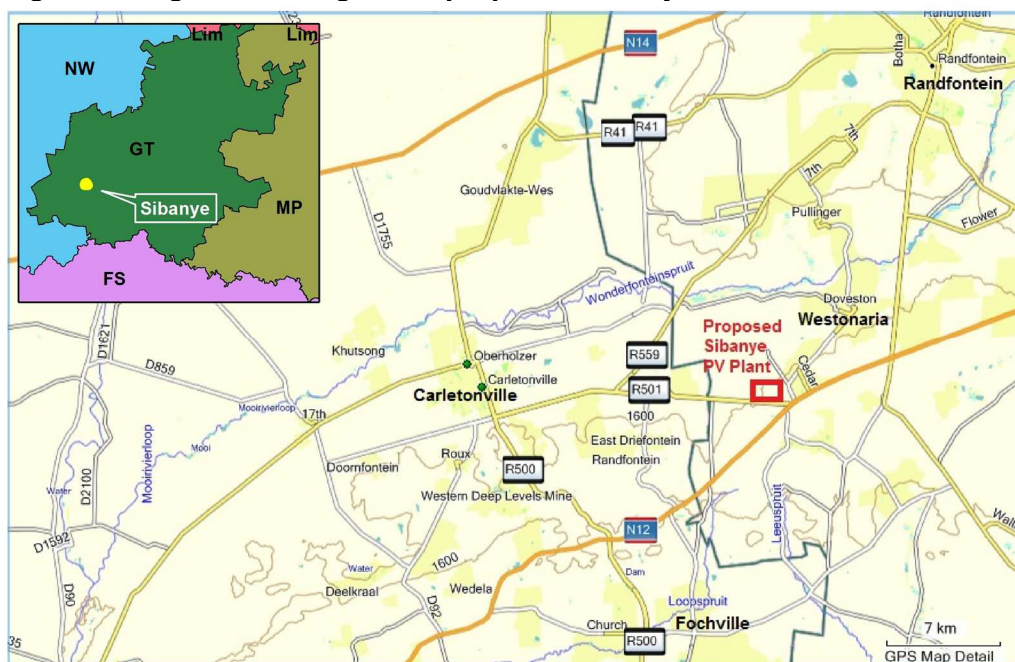 Lim
Lim
NW
GT
MP
FS
Sibanye
N14
Randfontein
Botha
Randfontein
Randfontein
R41
R41
7th
7th
Goudvlakte-Wes
D1755
Pullinger
Flower
Wonderfonteinspruit
Doveston
Westonaria
D1621
D859
Khutsong
Oberholzer
Carletonville
Carletonville
R559
R501
1600
Proposed
Sibanye
PV Plant
Cedar
17th
Mooirivierloop
Mooi
Mooirivierloop
Doornfontein
Roux
R500
East Driefontein
Randfontein
Western Deep Levels Mine
Water
D2100
D1592
N12
Leeuspruit
1600
Water
Dam
Deelkraal
Wedela
D90
D92
Loopspruit
Church
R500
Fochville
35
7 km
GPS Map Detail